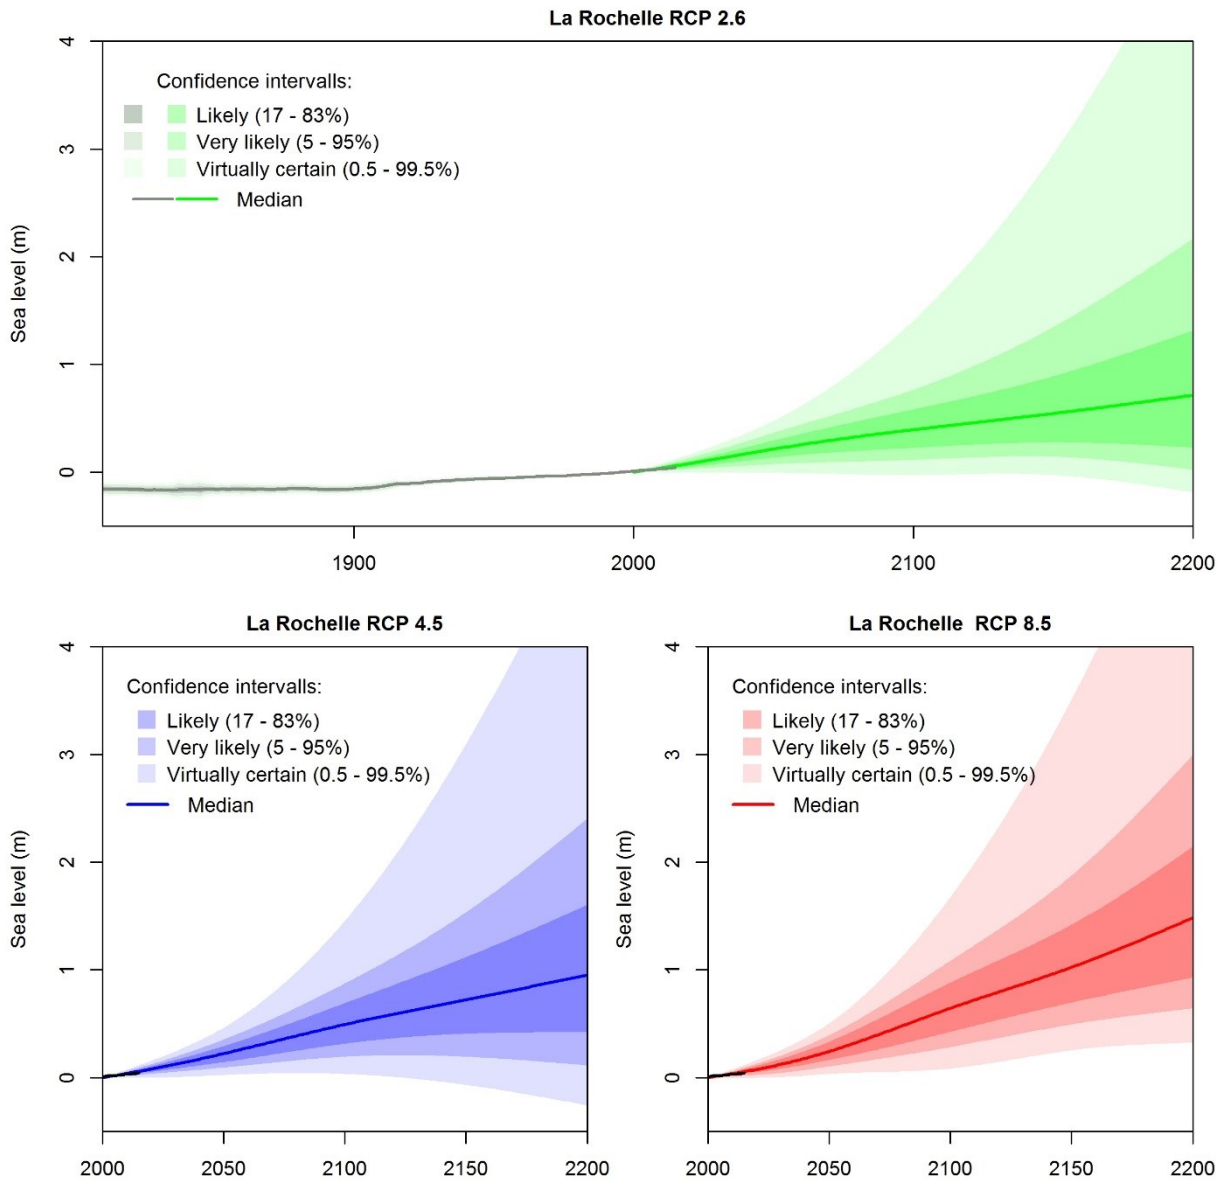 La Rochelle RCP 2.6
Sea level (m)
4
3
2
1
0
Confidence intervalls:
Likely (17 - 83%)
Very likely (5 - 95%)
Virtually certain (0.5 - 99.5%)
Median
1900
2000
2100
2200
La Rochelle RCP 4.5
Sea level (m)
4
3
2
1
0
Confidence intervalls:
Likely (17 - 83%)
Very likely (5 - 95%)
Virtually certain (0.5 - 99.5%)
Median
2000
2050
2100
2150
2200
La Rochelle  RCP 8.5
Sea level (m)
4
3
2
1
0
Confidence intervalls:
Likely (17 - 83%)
Very likely (5 - 95%)
Virtually certain (0.5 - 99.5%)
Median
2000
2050
2100
2150
2200